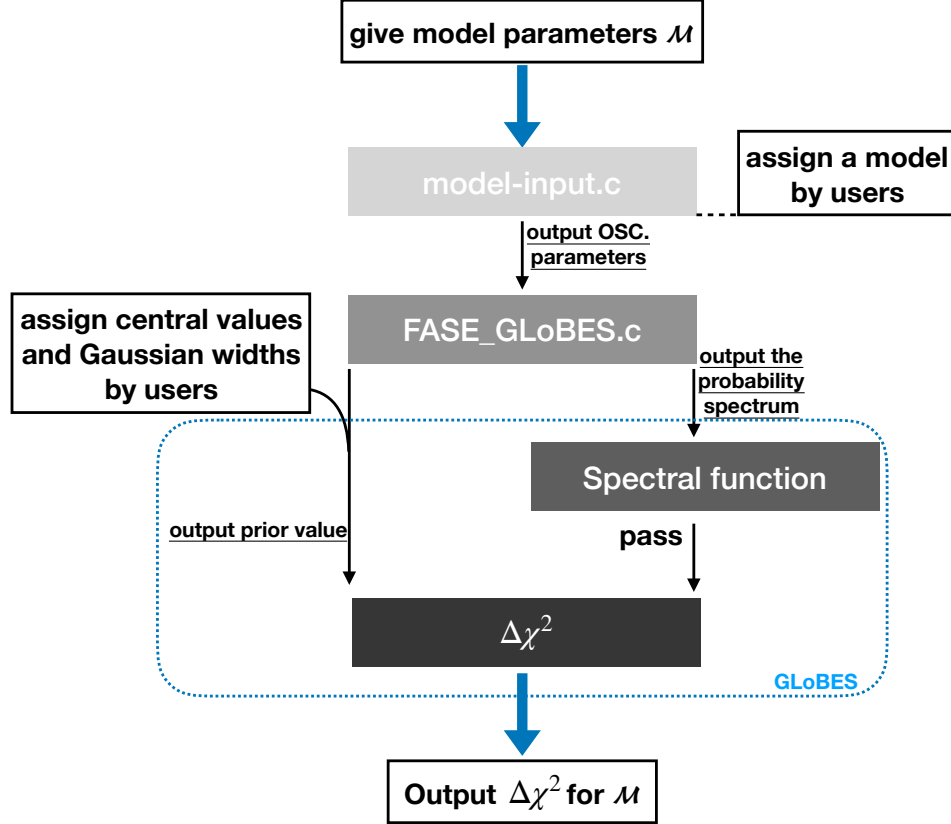 give model parameters ℳ
model-input.c
assign a model
by users
output OSC.
parameters
assign central values
and Gaussian widths
by users
FASE_GLoBES.c
output the
probability
spectrum
Spectral function
output prior value
pass
Δχ²
GLoBES
Output Δχ² for ℳ